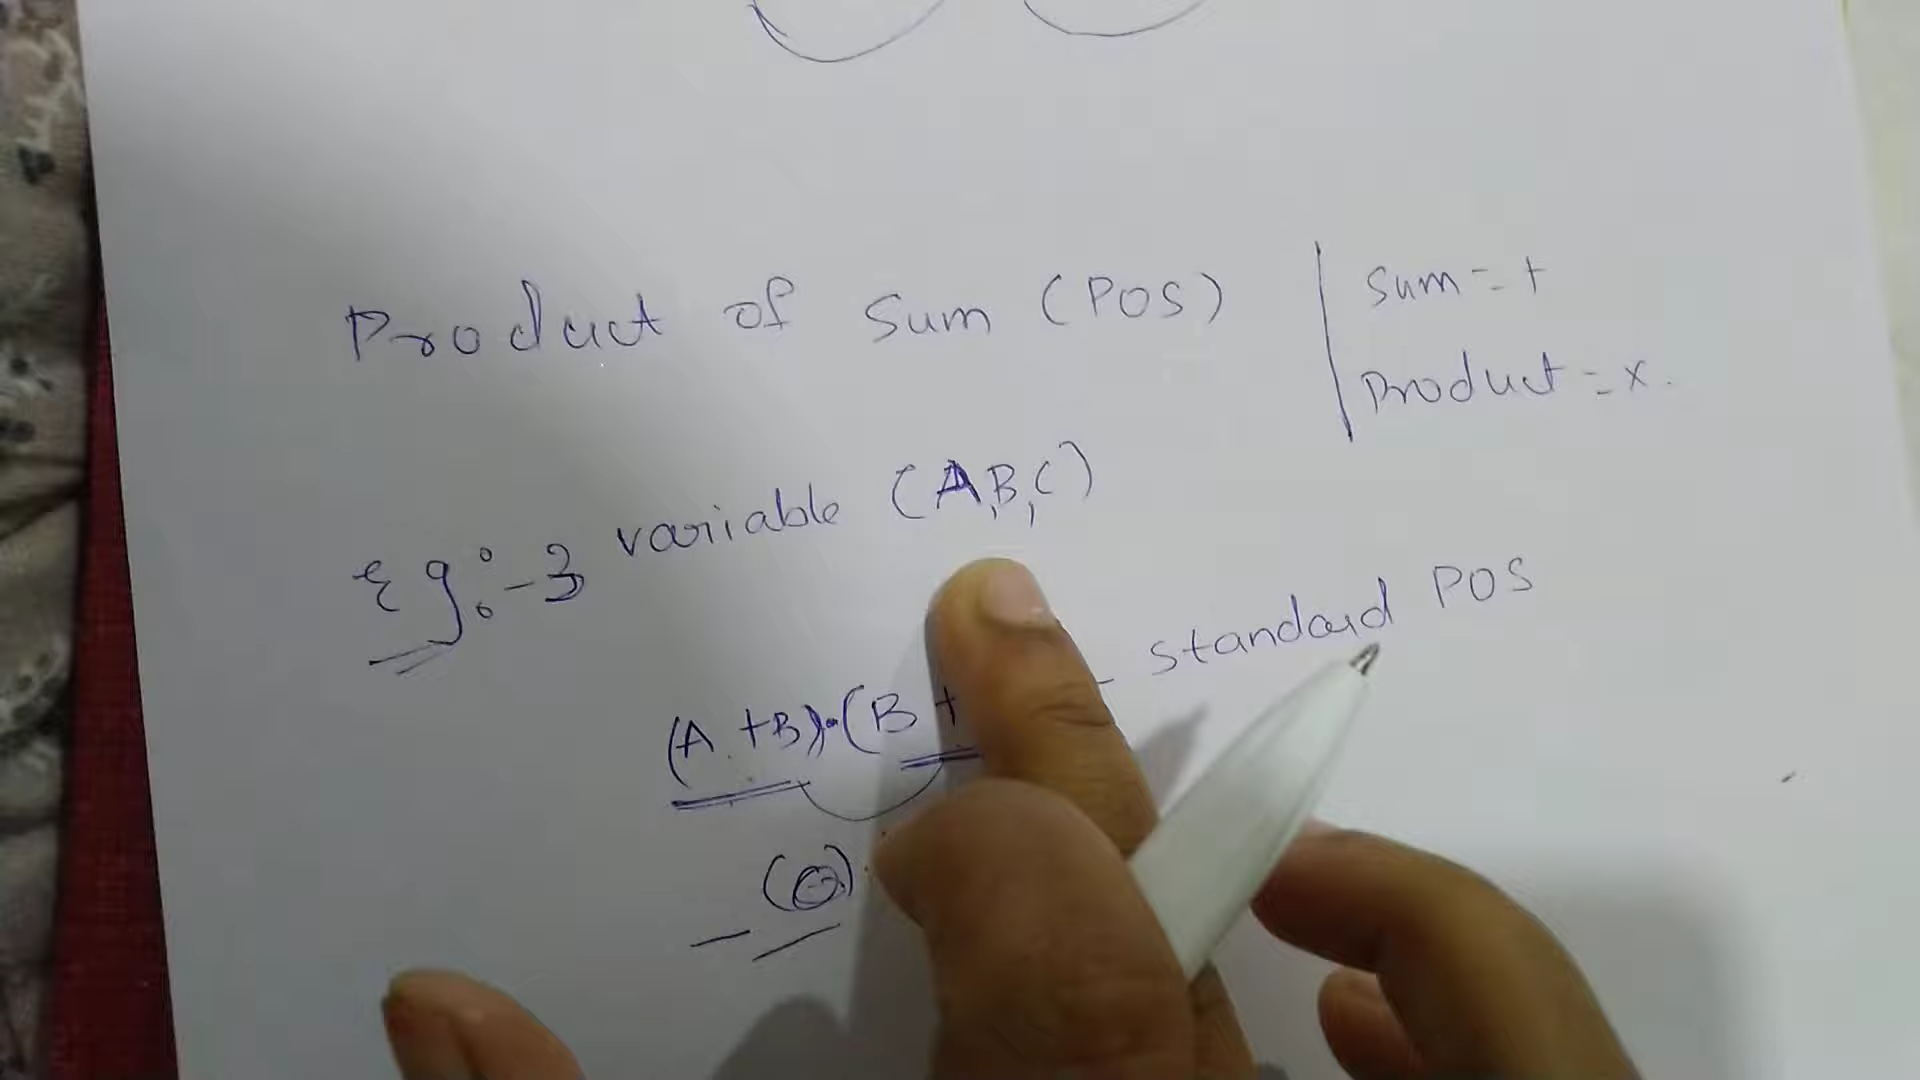 Product of Sum (POS)
Sum = +
Product = x.
Eg:- 3 variable (A,B,C)
(A+B).(B+
- standard POS